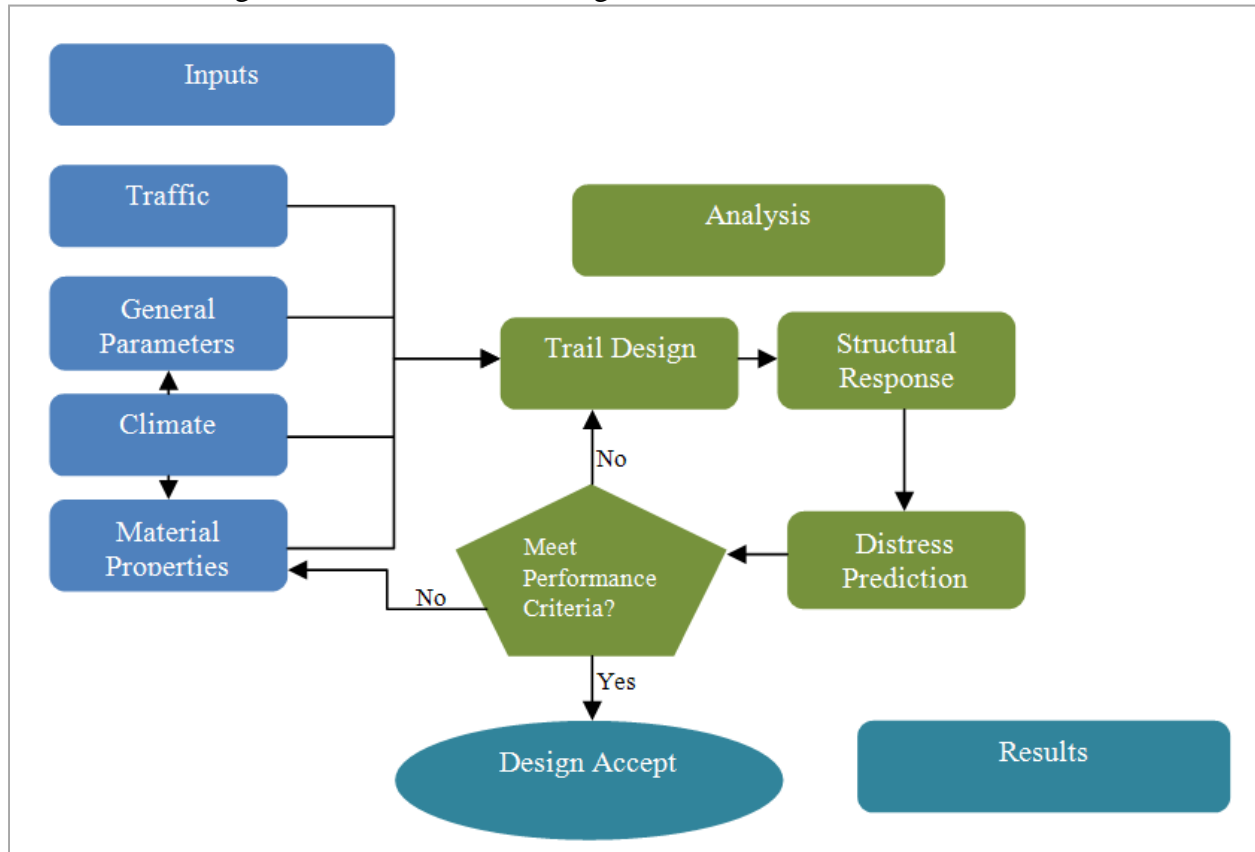 Inputs
Traffic
Analysis
General
Parameters
Trail Design
Structural
Response
Climate
No
Material
Properties
Meet
Performance
Criteria?
Distress
Prediction
No
Yes
Design Accept
Results